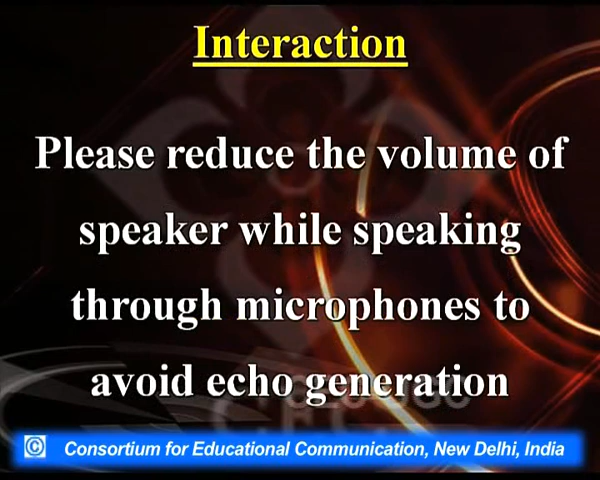 Interaction
Please reduce the volume of
speaker while speaking
through microphones to
avoid echo generation
C.E.C.
© Consortium for Educational Communication, New Delhi, India